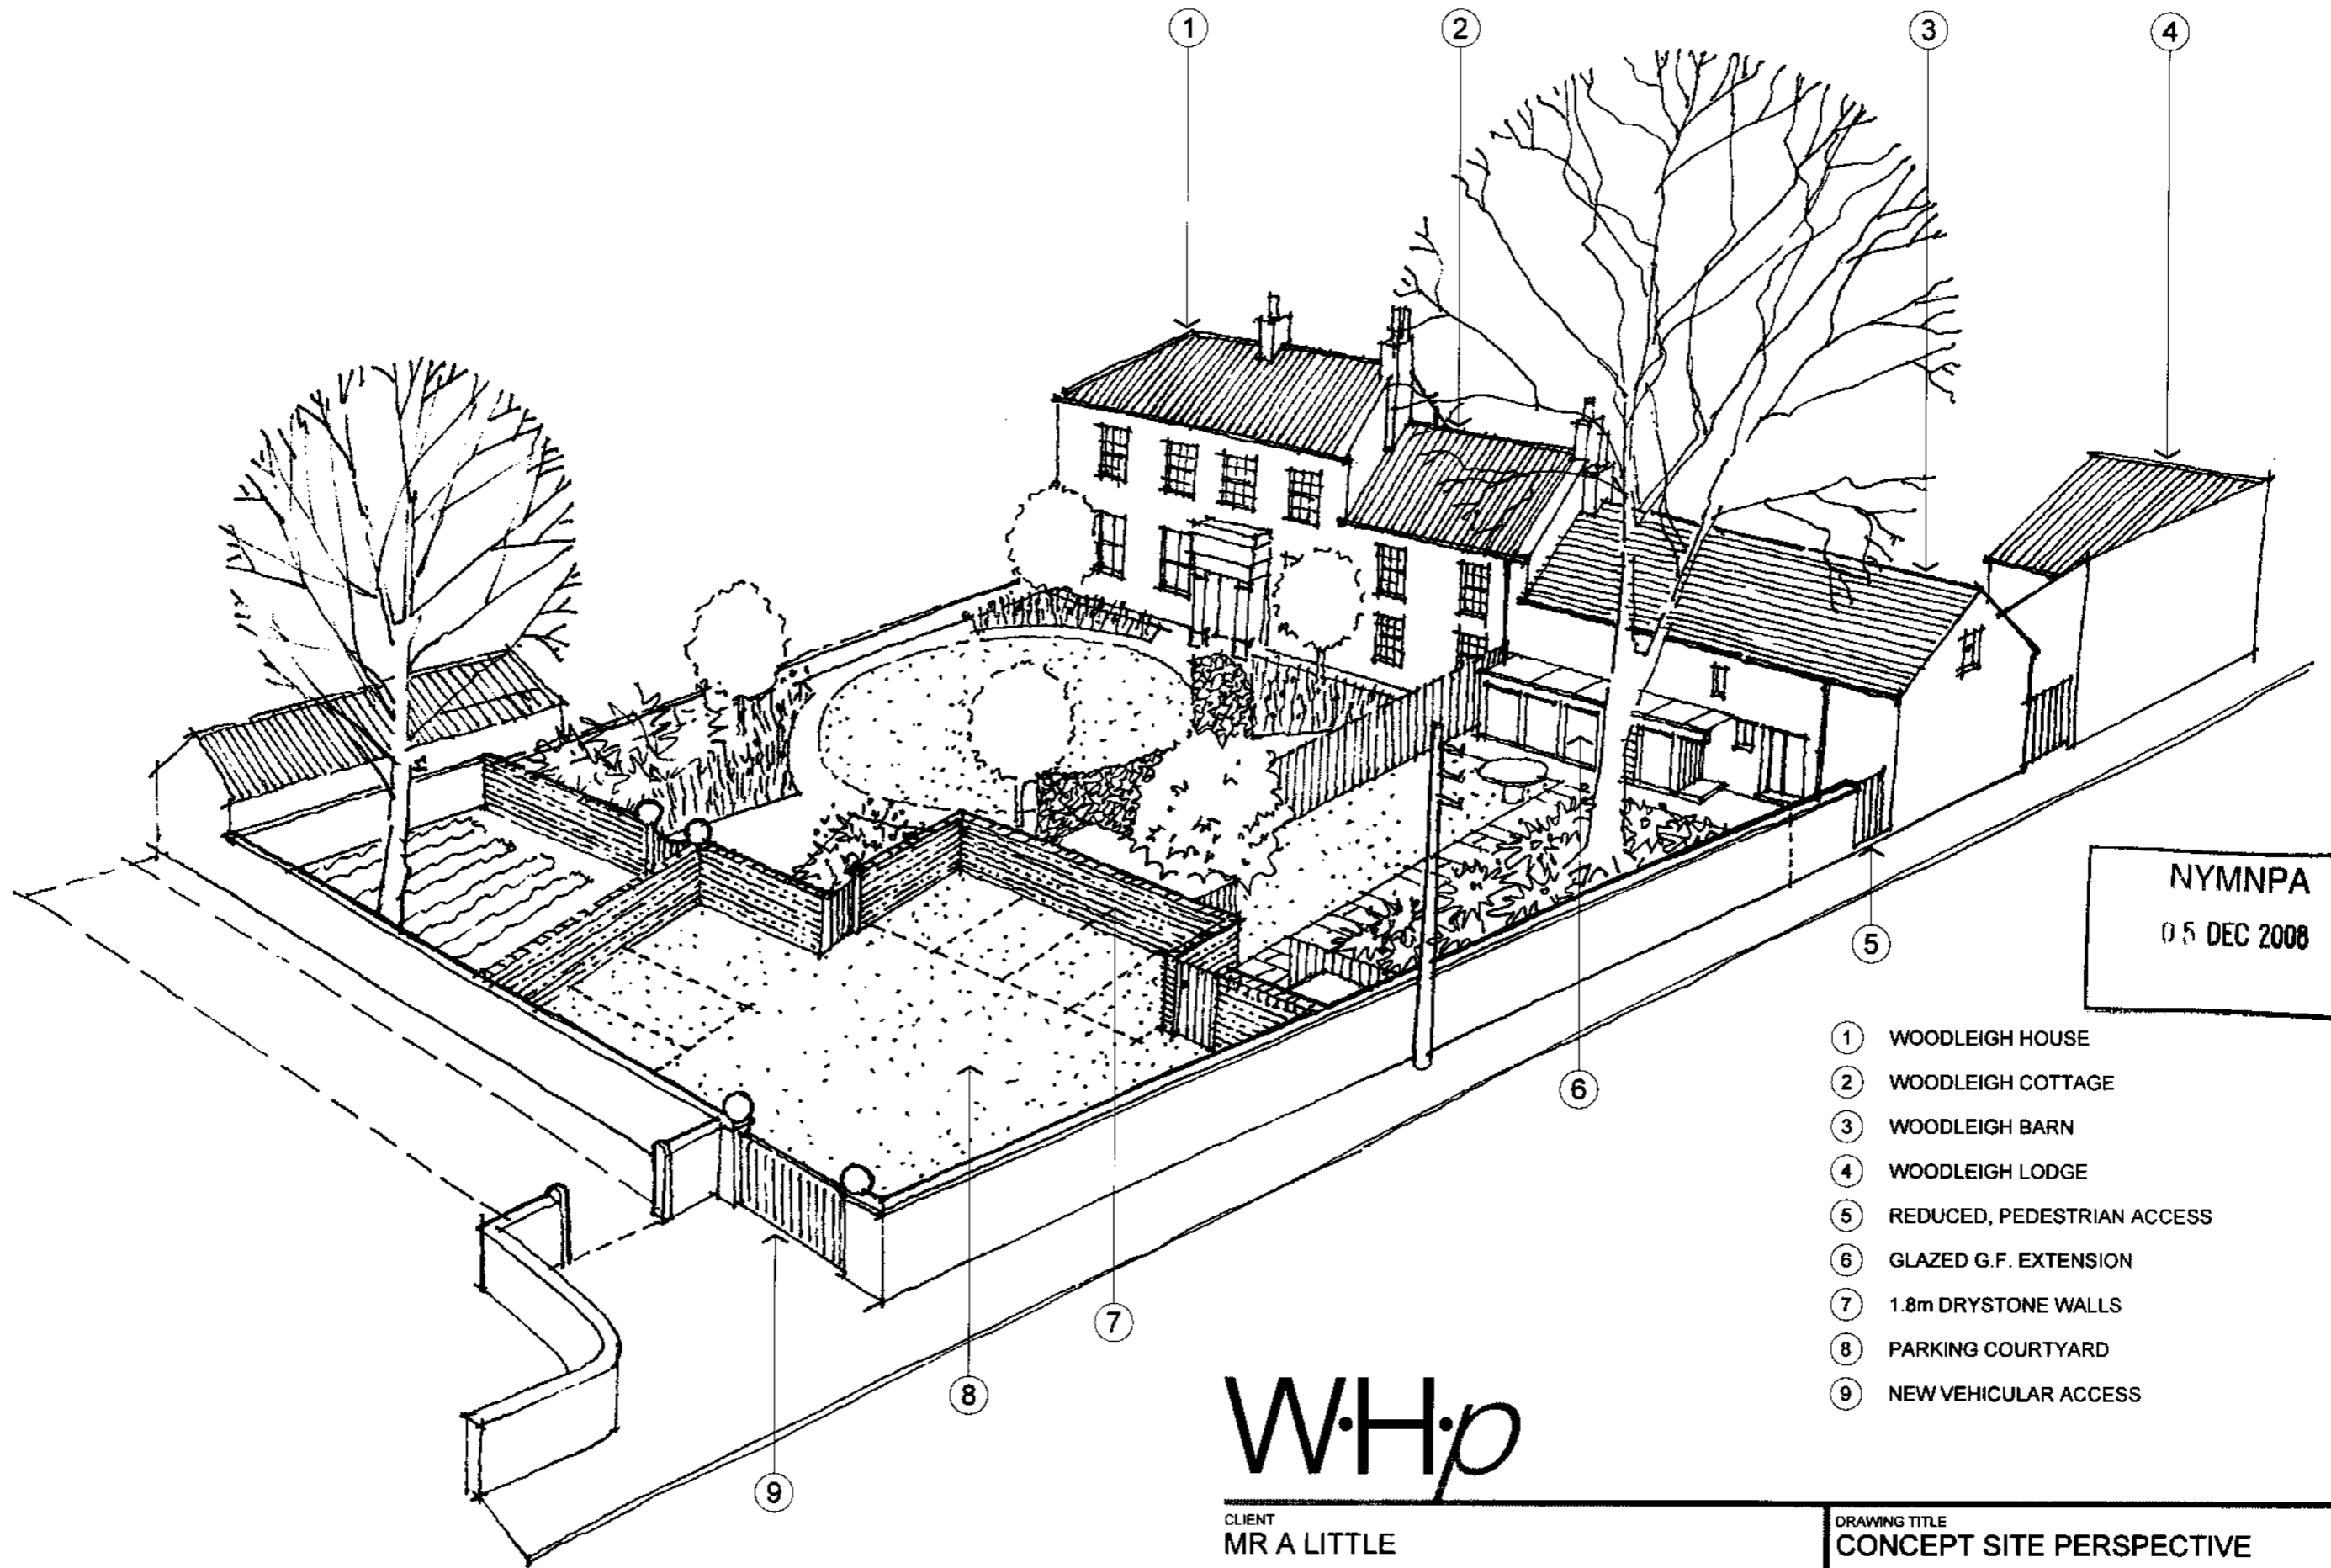 1
2
3
4
NYMNPA
05 DEC 2008
5
6
7
8
9
1 WOODLEIGH HOUSE
2 WOODLEIGH COTTAGE
3 WOODLEIGH BARN
4 WOODLEIGH LODGE
5 REDUCED, PEDESTRIAN ACCESS
6 GLAZED G.F. EXTENSION
7 1.8m DRYSTONE WALLS
8 PARKING COURTYARD
9 NEW VEHICULAR ACCESS
W·H·p
CLIENT
MR A LITTLE
DRAWING TITLE
CONCEPT SITE PERSPECTIVE